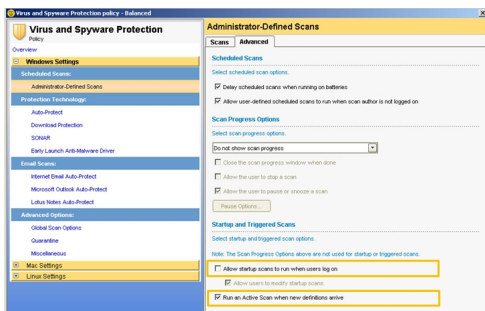 Virus and Spyware Protection policy - Balanced
Virus and Spyware Protection
Policy
Overview
Windows Settings
Scheduled Scans:
Administrator-Defined Scans
Protection Technology:
Auto-Protect
Download Protection
SONAR
Early Launch Anti-Malware Driver
Email Scans:
Internet Email Auto-Protect
Microsoft Outlook Auto-Protect
Lotus Notes Auto-Protect
Advanced Options:
Global Scan Options
Quarantine
Miscellaneous
Mac Settings
Linux Settings
Administrator-Defined Scans
Scans Advanced
Scheduled Scans
Select scheduled scan options.
Delay scheduled scans when running on batteries
Allow user-defined scheduled scans to run when scan author is not logged on
Scan Progress Options
Select scan progress options.
Do not show scan progress
Close the scan progress window when done
Allow the user to stop a scan
Allow the user to pause or snooze a scan
Pause Options...
Startup and Triggered Scans
Select startup and triggered scan options.
Note: The Scan Progress Options above are not used for startup or triggered scans.
Allow startup scans to run when users log on
Allow users to modify startup scans
Run an Active Scan when new definitions arrive